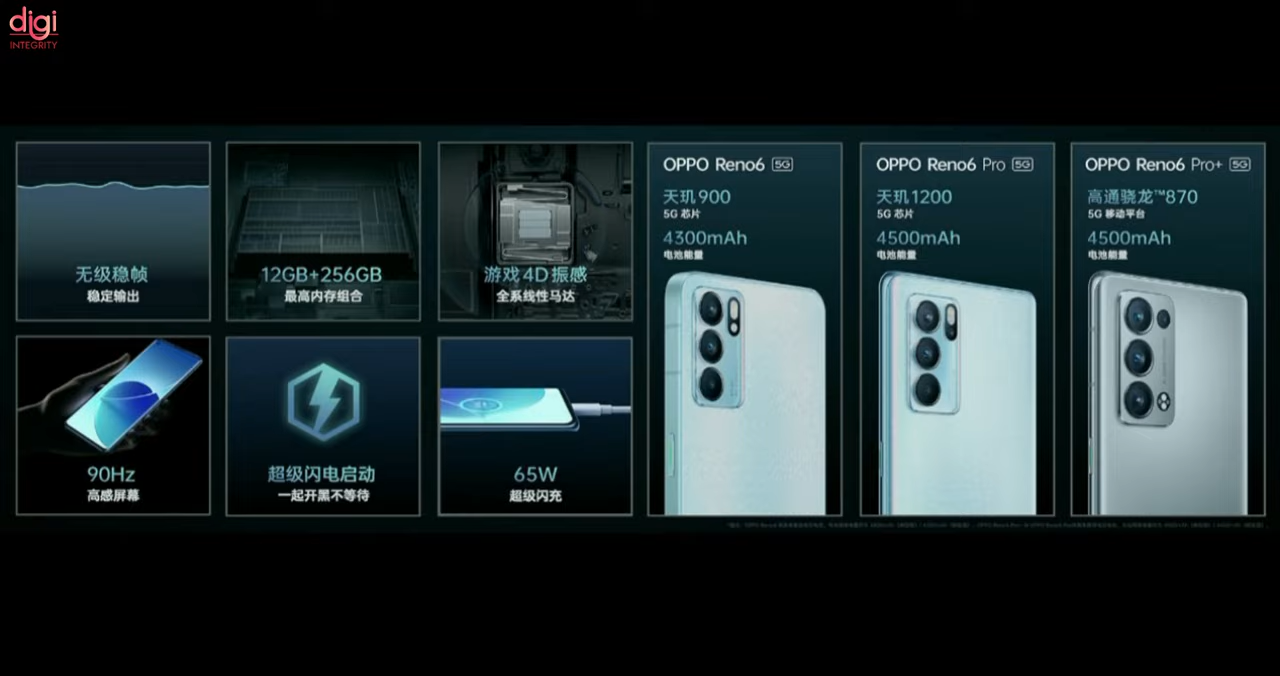 digi
INTEGRITY
无级稳帧
稳定输出
12GB+256GB
最高内存组合
游戏4D振感
全系线性马达
90Hz
高感屏幕
超级闪电启动
一起开黑不等待
65W
超级闪充
OPPO Reno6 5G
天玑900
5G 芯片
4300mAh
电池能量
OPPO Reno6 Pro 5G
天玑1200
5G 芯片
4500mAh
电池能量
OPPO Reno6 Pro+ 5G
高通骁龙™870
5G 移动平台
4500mAh
电池能量